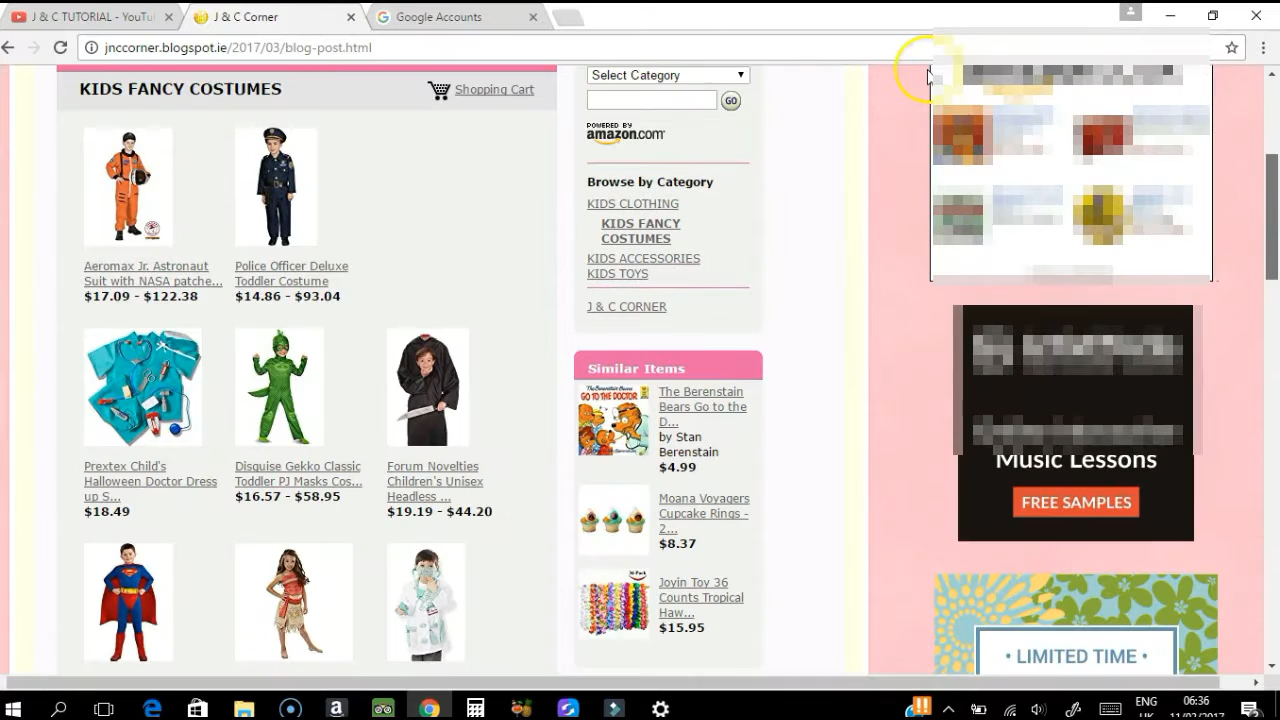 J & C TUTORIAL - YouTu
J & C Corner
Google Accounts
jnccorner.blogspot.ie/2017/03/blog-post.html
KIDS FANCY COSTUMES
Shopping Cart
Aeromax Jr. Astronaut
Suit with NASA patche...
$17.09 - $122.38
Police Officer Deluxe
Toddler Costume
$14.86 - $93.04
Prextex Child's
Halloween Doctor Dress
up S...
$18.49
Disguise Gekko Classic
Toddler PJ Masks Cos...
$16.57 - $58.95
Forum Novelties
Children's Unisex
Headless ...
$19.19 - $44.20
Select Category
GO
POWERED BY
amazon.com
Browse by Category
KIDS CLOTHING
KIDS FANCY
COSTUMES
KIDS ACCESSORIES
KIDS TOYS
J & C CORNER
Similar Items
The Berenstain
Bears Go to the
D...
by Stan
Berenstain
$4.99
Moana Voyagers
Cupcake Rings -
2...
$8.37
Joyin Toy 36
Counts Tropical
Haw...
$15.95
Music Lessons
FREE SAMPLES
• LIMITED TIME •
ENG
06:36
11/03/2017